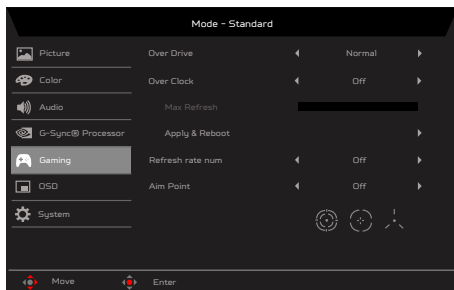 Mode - Standard
Picture
Over Drive Normal
Color
Over Clock Off
Audio
Max Refresh
G-Sync® Processor
Apply & Reboot
Gaming
Refresh rate num Off
OSD
Aim Point Off
System
Move Enter